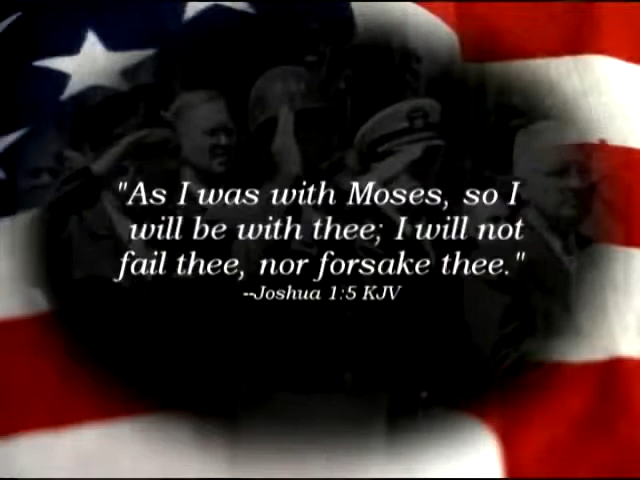 "As I was with Moses, so I
will be with thee; I will not
fail thee, nor forsake thee."
--Joshua 1:5 KJV